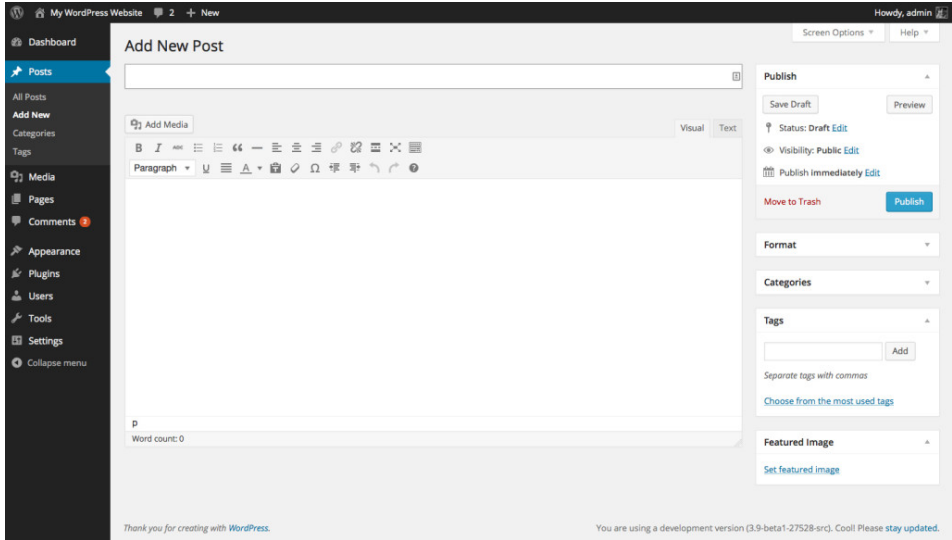 My WordPress Website 2 + New Howdy, admin
Screen Options Help
Dashboard
Posts
All Posts
Add New
Categories
Tags
Media
Pages
Comments 2
Appearance
Plugins
Users
Tools
Settings
Collapse menu
Add New Post
Add Media
Visual Text
B I ABC
Paragraph U A Ω
p
Word count: 0
Publish
Save Draft Preview
Status: Draft Edit
Visibility: Public Edit
Publish immediately Edit
Move to Trash Publish
Format
Categories
Tags
Add
Separate tags with commas
Choose from the most used tags
Featured Image
Set featured image
Thank you for creating with WordPress.
You are using a development version (3.9-beta1-27528-src). Cool! Please stay updated.